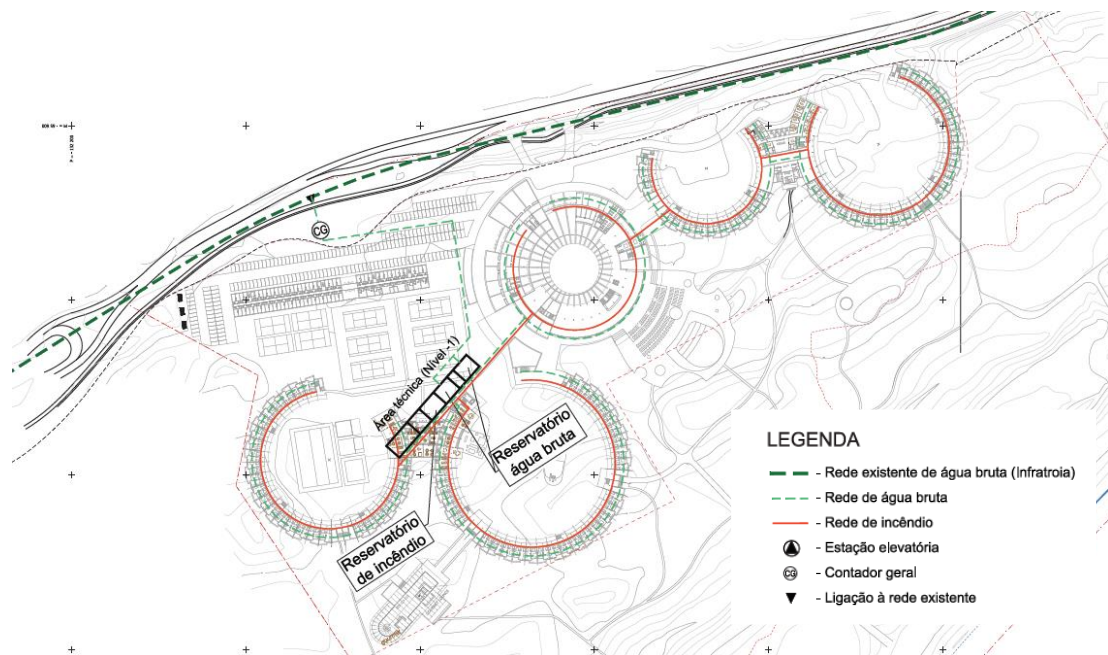 CG
Área técnica (Nível -1)
Reservatório
água bruta
Reservatório
de incêndio
LEGENDA
- Rede existente de água bruta (Infratroia)
- Rede de água bruta
- Rede de incêndio
- Estação elevatória
CG - Contador geral
- Ligação à rede existente